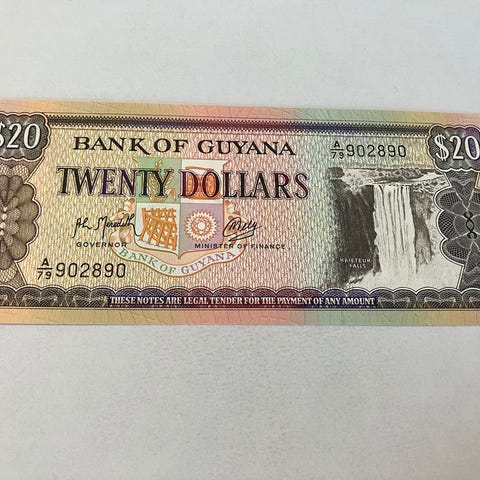 $20
BANK OF GUYANA
A/79 902890
$20
TWENTY DOLLARS
GOVERNOR
MINISTER OF FINANCE
BANK OF GUYANA
KAIETEUR
FALLS
A/79 902890
THESE NOTES ARE LEGAL TENDER FOR THE PAYMENT OF ANY AMOUNT